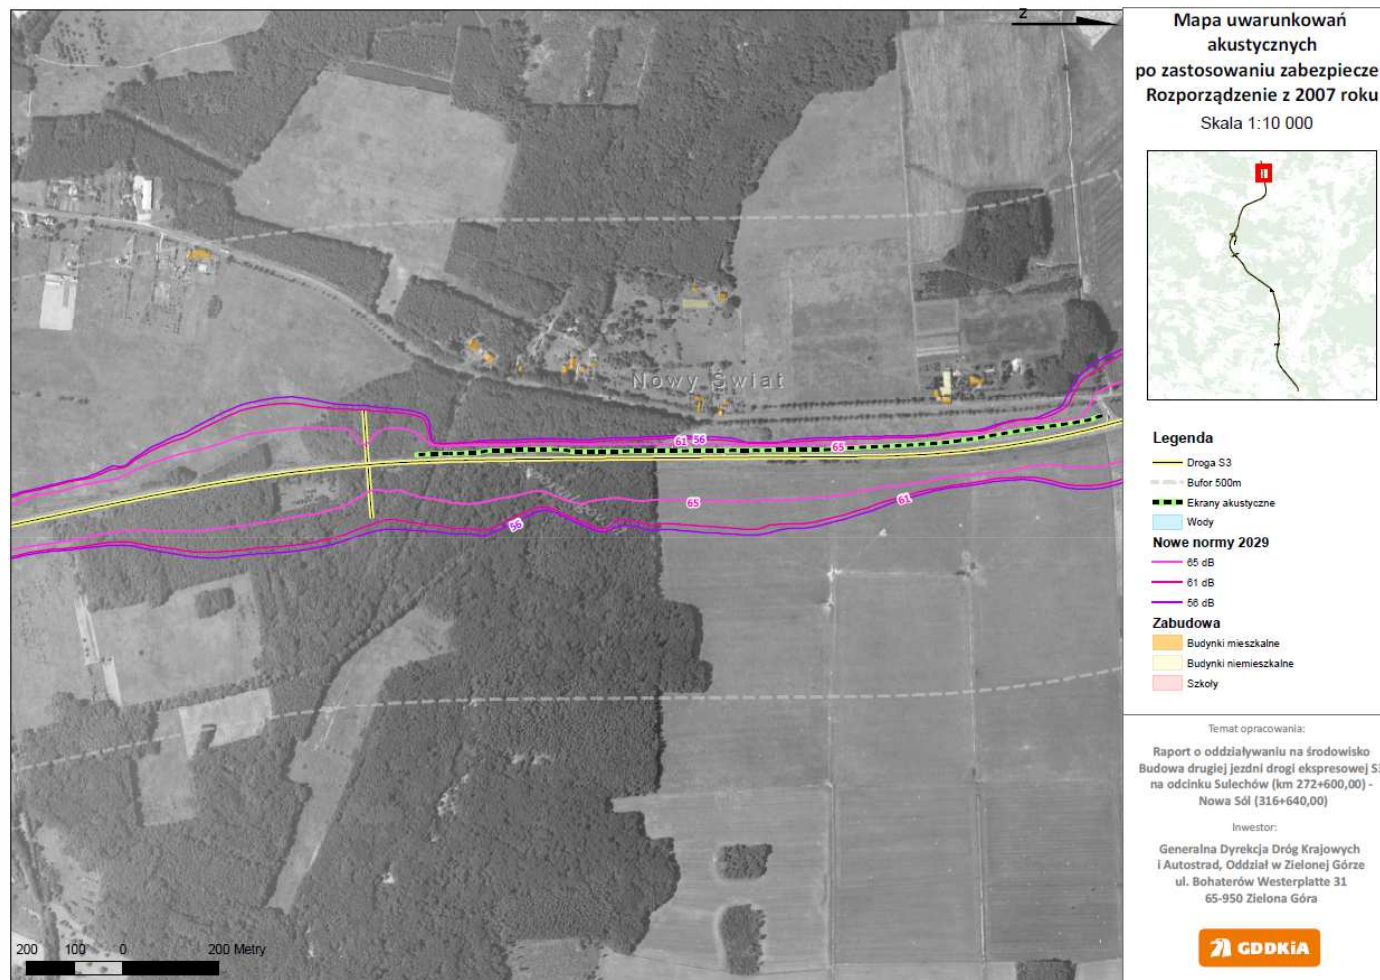 Z
Mapa uwarunkowań
akustycznych
po zastosowaniu zabezpiecze
Rozporządzenie z 2007 roku
Skala 1:10 000
Nowy Świat
61 56
65
65
61
56
Legenda
Droga S3
Bufor 500m
Ekrany akustyczne
Wody
Nowe normy 2029
65 dB
61 dB
56 dB
Zabudowa
Budynki mieszkalne
Budynki niemieszkalne
Szkoły
Temat opracowania:
Raport o oddziaływaniu na środowisko
Budowa drugiej jezdni drogi ekspresowej S3
na odcinku Sulechów (km 272+600,00) -
Nowa Sól (316+640,00)
Inwestor:
Generalna Dyrekcja Dróg Krajowych
i Autostrad, Oddział w Zielonej Górze
ul. Bohaterów Westerplatte 31
65-950 Zielona Góra
GDDKiA
200 100 0 200 Metry